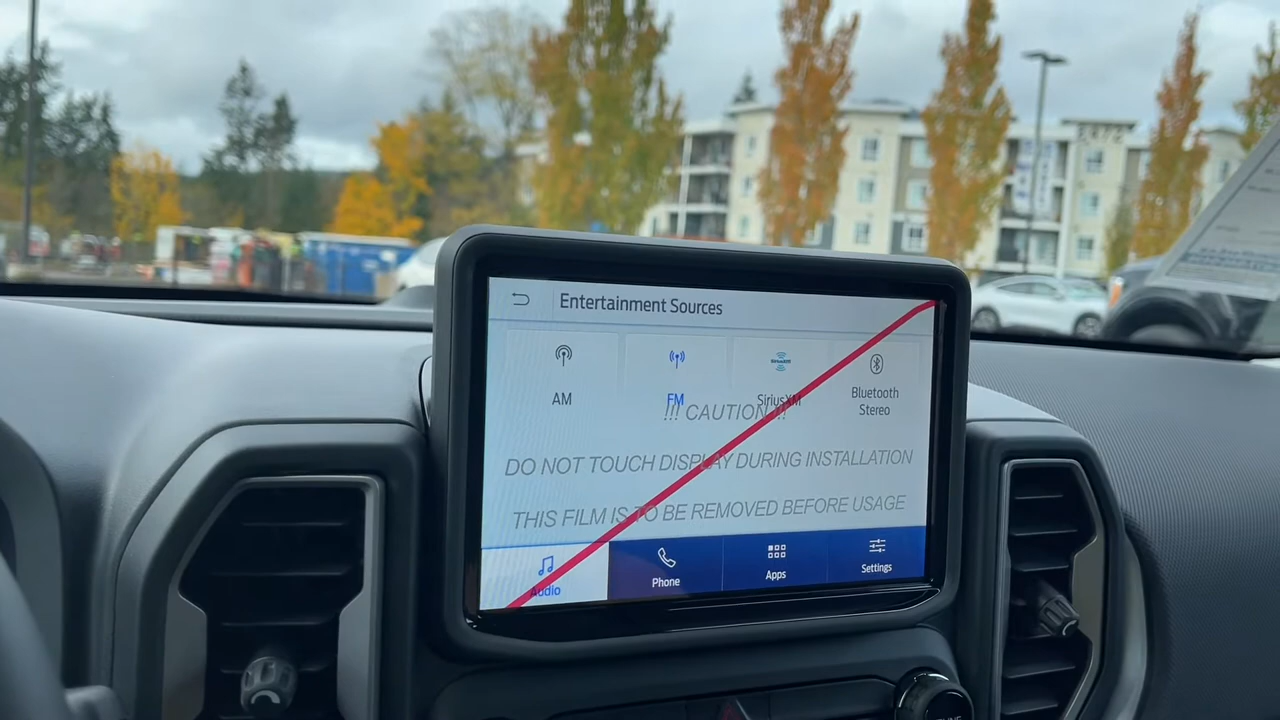 Entertainment Sources
AM
FM
SiriusXM
SiriusXM
Bluetooth
Stereo
!!! CAUTION !!!
DO NOT TOUCH DISPLAY DURING INSTALLATION
THIS FILM IS TO BE REMOVED BEFORE USAGE
Audio
Phone
Apps
Settings